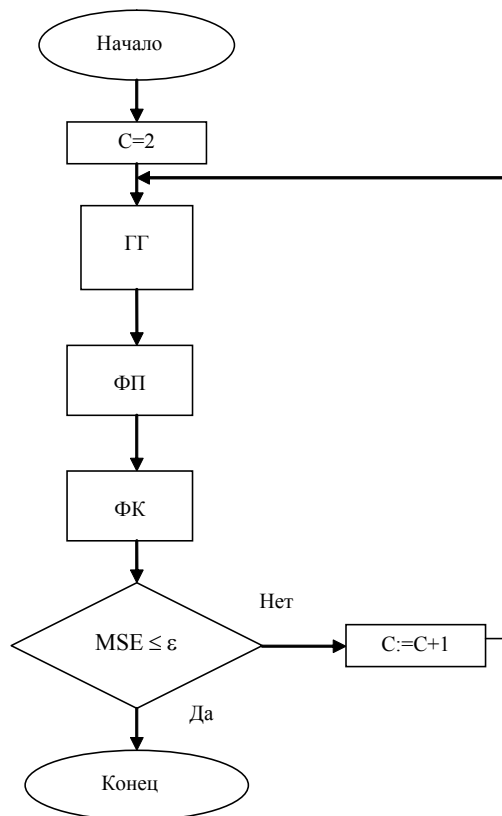 Начало
С=2
ГГ
ФП
ФК
MSE ≤ ε
Нет
С:=С+1
Да
Конец